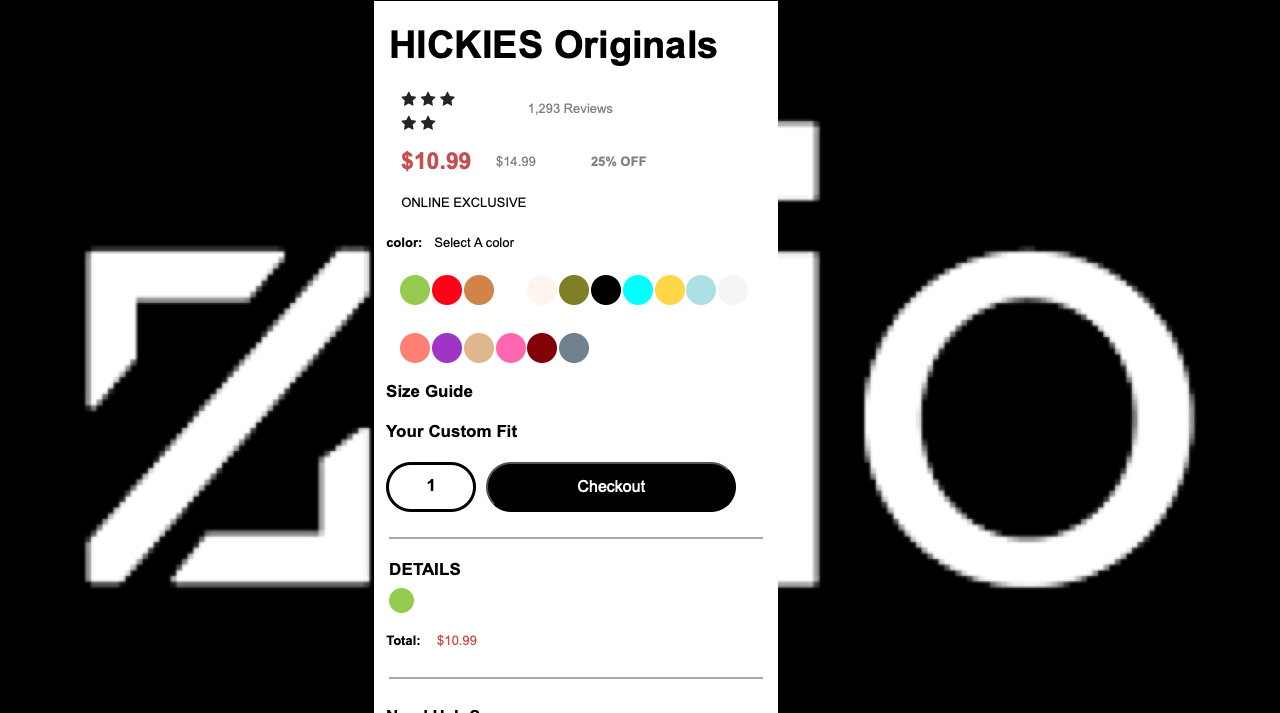 HICKIES Originals
1,293 Reviews
$10.99 $14.99 25% OFF
ONLINE EXCLUSIVE
color: Select A color
Size Guide
Your Custom Fit
1 Checkout
DETAILS
Total: $10.99